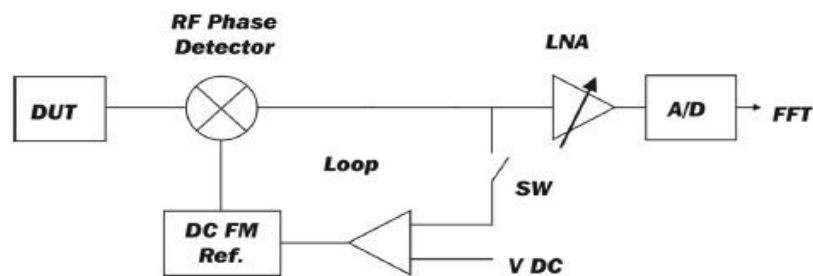 RF Phase
Detector
LNA
DUT
A/D
FFT
Loop
SW
DC FM
Ref.
V DC